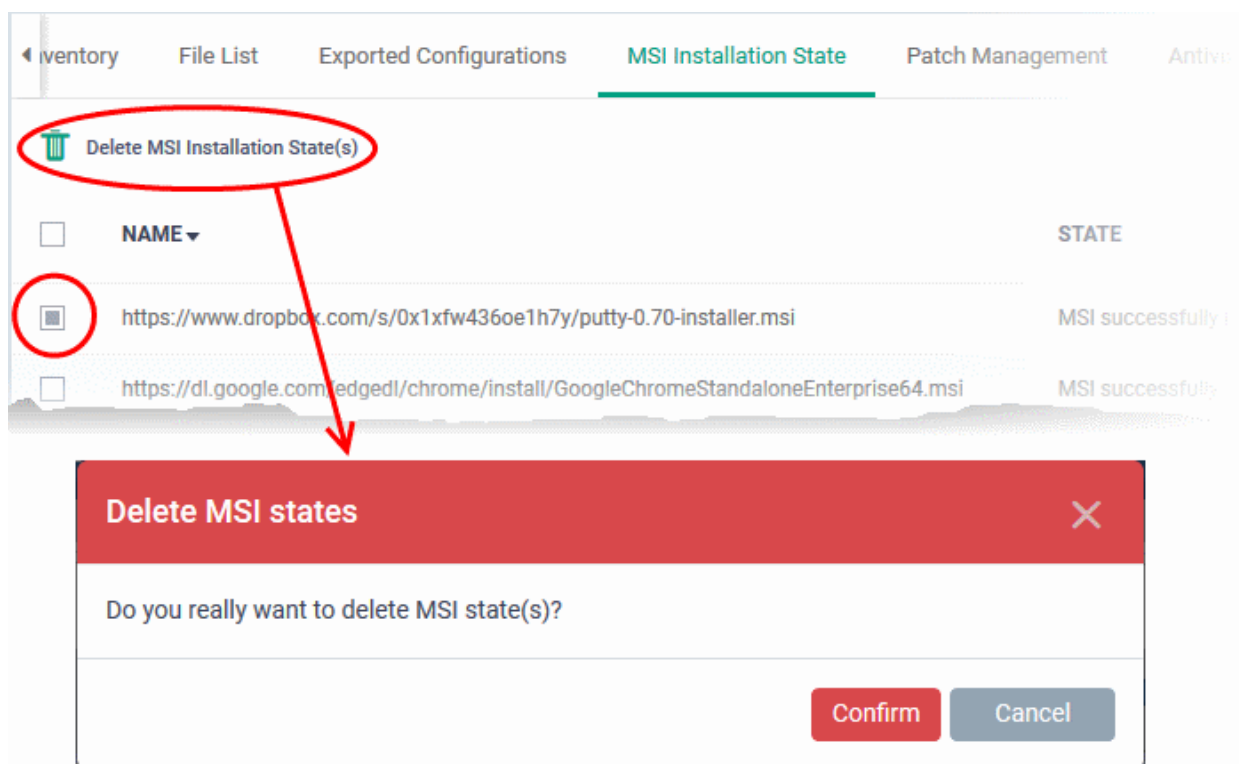 File List Exported Configurations MSI Installation State Patch Management
Delete MSI Installation State(s)
NAME STATE
https://www.dropbox.com/s/0x1xfw436oe1h7y/putty-0.70-installer.msi MSI successfully
https://dl.google.com/edgedl/chrome/install/GoogleChromeStandaloneEnterprise64.msi MSI successfully
Delete MSI states
Do you really want to delete MSI state(s)?
Confirm Cancel